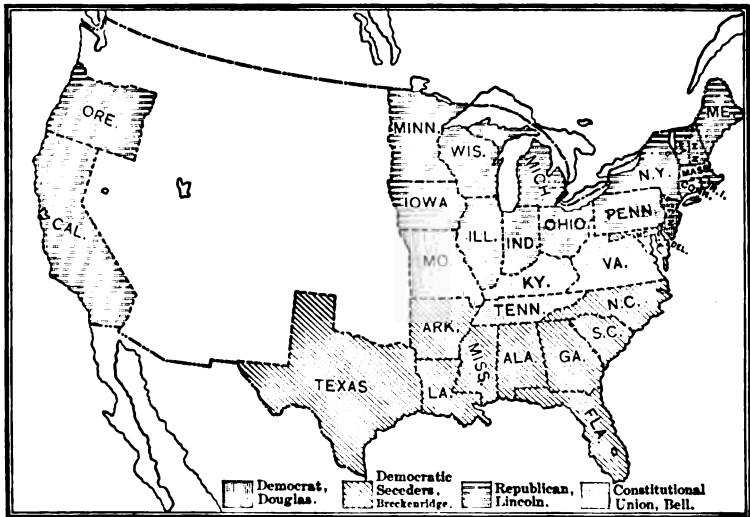 ORE.
CAL.
MINN.
WIS.
MICH.
IOWA
ILL.
IND.
OHIO.
PENN.
N.Y.
ME.
MASS.
CONN.
DEL.
MO.
KY.
VA.
TENN.
N.C.
ARK.
S.C.
MISS.
ALA.
GA.
TEXAS
LA.
FLA.
Democrat,
Douglas.
Democratic
Seceders,
Breckenridge.
Republican,
Lincoln.
Constitutional
Union, Bell.